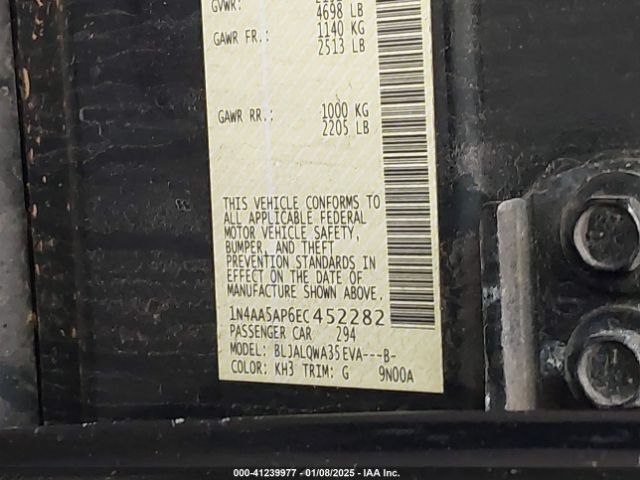 GVWR:
4698 LB
GAWR FR.: 1140 KG
2513 LB
GAWR RR.: 1000 KG
2205 LB
THIS VEHICLE CONFORMS TO
ALL APPLICABLE FEDERAL
MOTOR VEHICLE SAFETY,
BUMPER, AND THEFT
PREVENTION STANDARDS IN
EFFECT ON THE DATE OF
MANUFACTURE SHOWN ABOVE.
1N4AA5AP6EC452282
PASSENGER CAR 294
MODEL: BLJALQWA35EVA---B-
COLOR: KH3 TRIM: G 9N00A
000-41239977 - 01/08/2025 - IAA Inc.